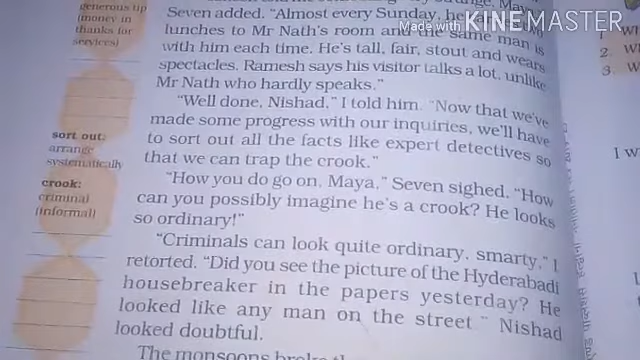 generous tip
(money in
thanks for
services)
Seven added. "Almost every Sunday, he
lunches to Mr Nath's room and same man is
with him each time. He's tall, fair, stout and wears
spectacles. Ramesh says his visitor talks a lot, unlike
Mr Nath who hardly speaks."
"Well done, Nishad," I told him. "Now that we've
made some progress with our inquiries, we'll have
to sort out all the facts like expert detectives so
that we can trap the crook."
sort out:
arrange
systematically
"How you do go on, Maya," Seven sighed. "How
can you possibly imagine he's a crook? He looks
so ordinary!"
crook:
criminal
(informal)
"Criminals can look quite ordinary, smarty," I
retorted. "Did you see the picture of the Hyderabadi
housebreaker in the papers yesterday? He
looked like any man on the street " Nishad
looked doubtful.
The monsoons broke
2.
3.
I w
Made with KINEMASTER